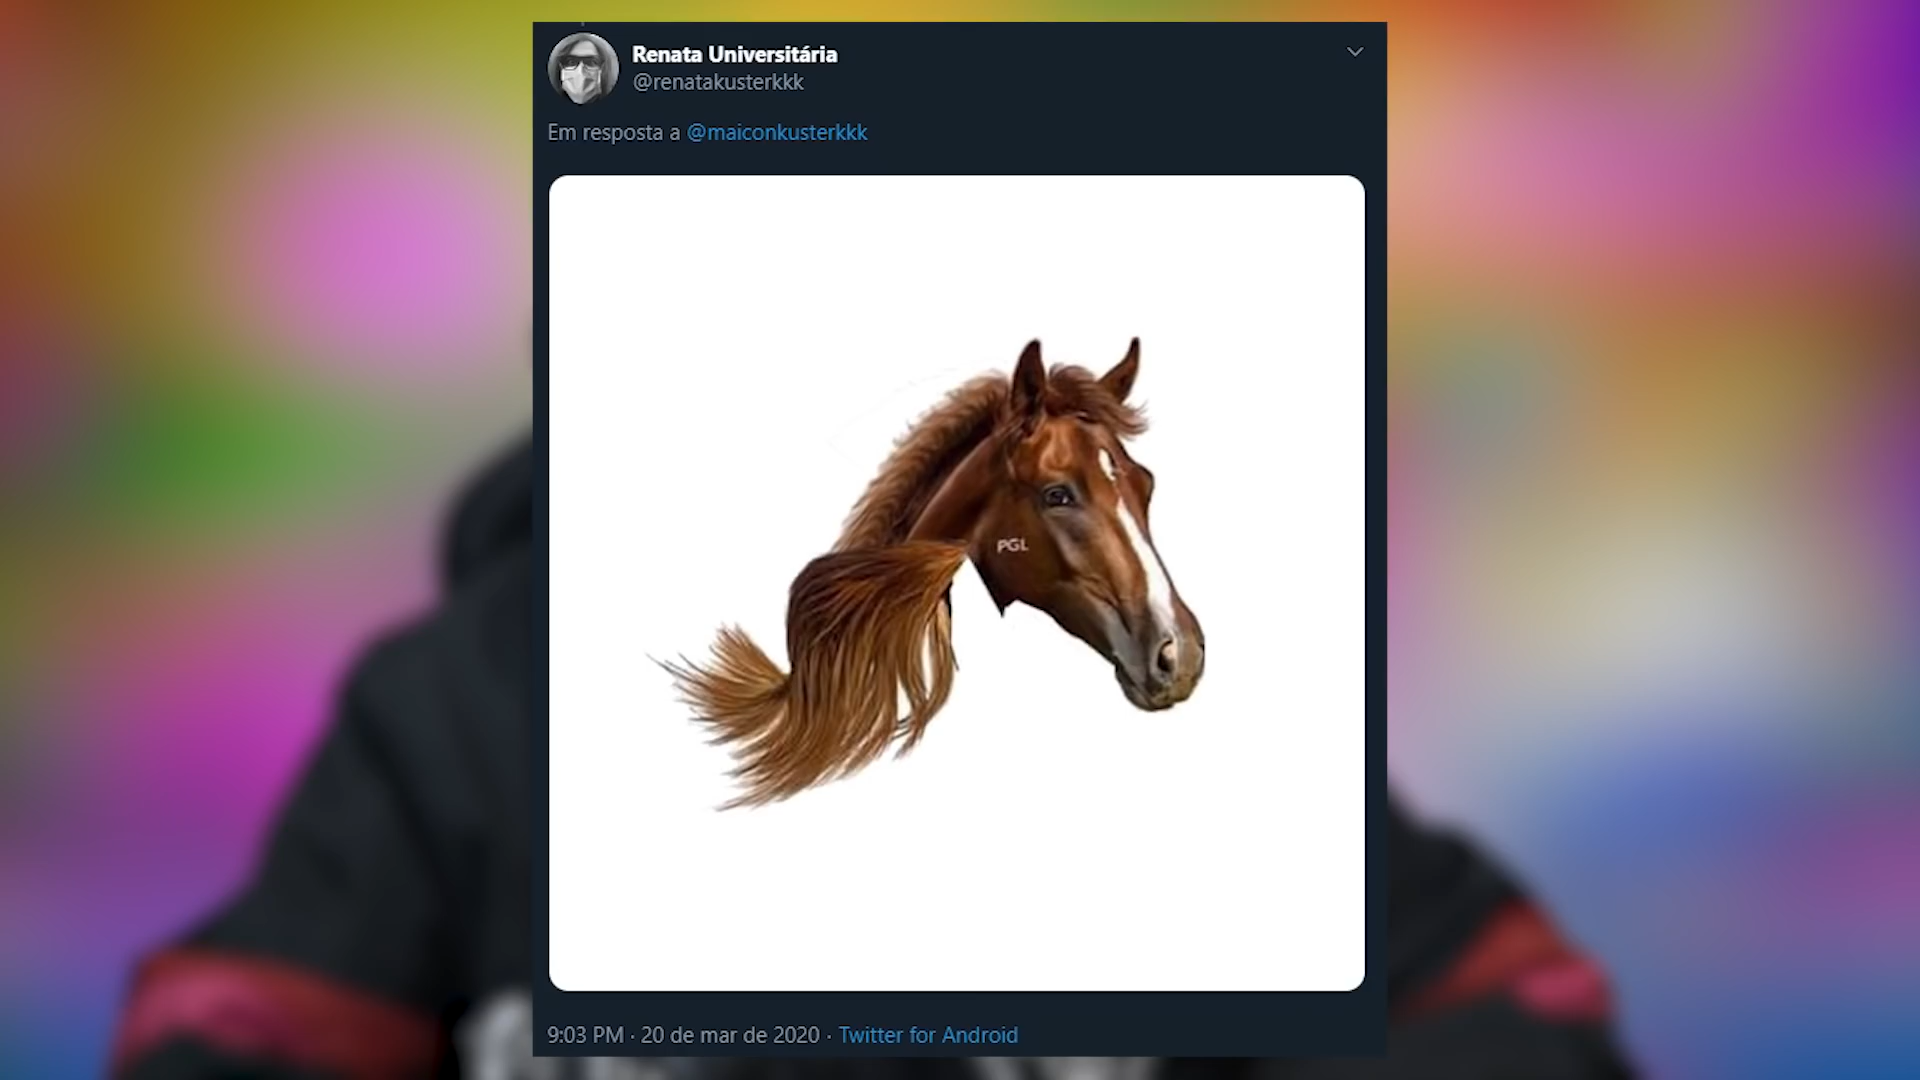 Renata Universitária
@renatakusterkkk
Em resposta a @maiconkusterkkk
PGL
9:03 PM · 20 de mar de 2020 · Twitter for Android